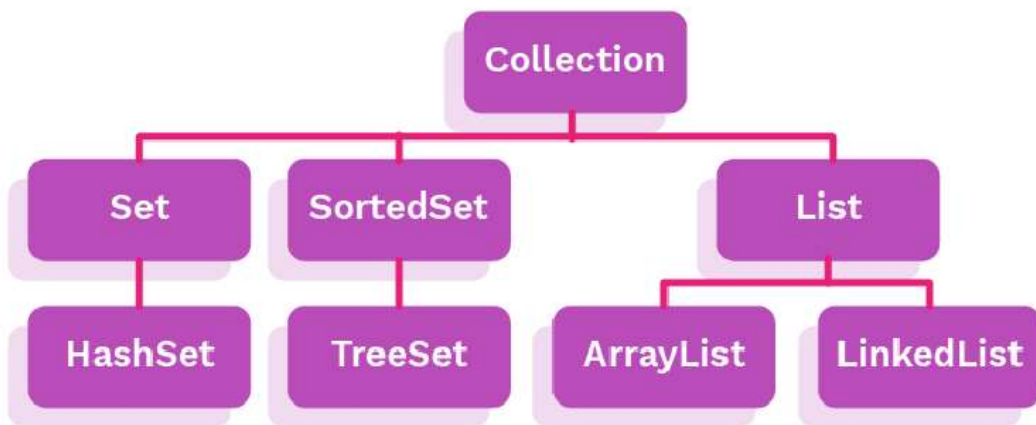 Collection
Set
SortedSet
List
HashSet
TreeSet
ArrayList
LinkedList